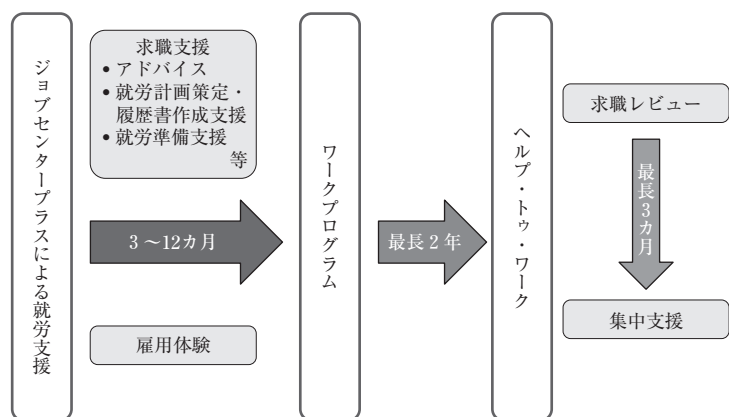 ジョブセンタープラスによる就労支援
求職支援
• アドバイス
• 就労計画策定・
履歴書作成支援
• 就労準備支援
等
3～12カ月
雇用体験
ワークプログラム
最長2年
ヘルプ・トゥ・ワーク
求職レビュー
最長3カ月
集中支援